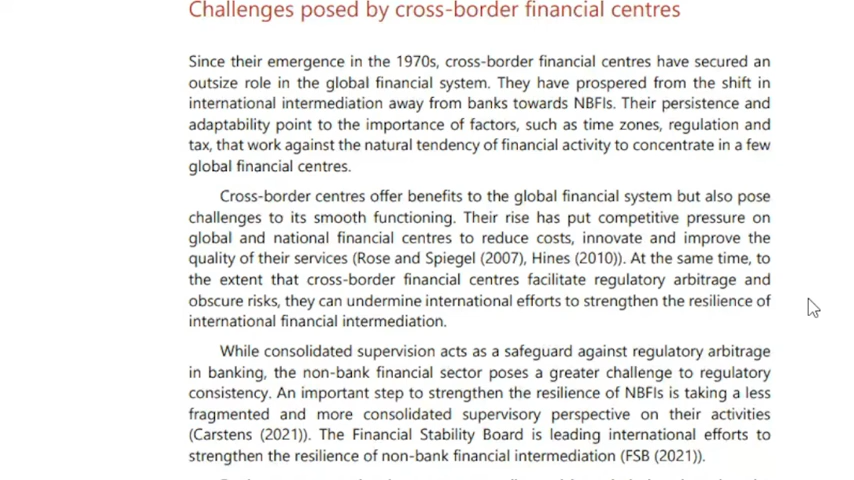 Challenges posed by cross-border financial centres
Since their emergence in the 1970s, cross-border financial centres have secured an
outsize role in the global financial system. They have prospered from the shift in
international intermediation away from banks towards NBFIs. Their persistence and
adaptability point to the importance of factors, such as time zones, regulation and
tax, that work against the natural tendency of financial activity to concentrate in a few
global financial centres.
Cross-border centres offer benefits to the global financial system but also pose
challenges to its smooth functioning. Their rise has put competitive pressure on
global and national financial centres to reduce costs, innovate and improve the
quality of their services (Rose and Spiegel (2007), Hines (2010)). At the same time, to
the extent that cross-border financial centres facilitate regulatory arbitrage and
obscure risks, they can undermine international efforts to strengthen the resilience of
international financial intermediation.
While consolidated supervision acts as a safeguard against regulatory arbitrage
in banking, the non-bank financial sector poses a greater challenge to regulatory
consistency. An important step to strengthen the resilience of NBFIs is taking a less
fragmented and more consolidated supervisory perspective on their activities
(Carstens (2021)). The Financial Stability Board is leading international efforts to
strengthen the resilience of non-bank financial intermediation (FSB (2021)).